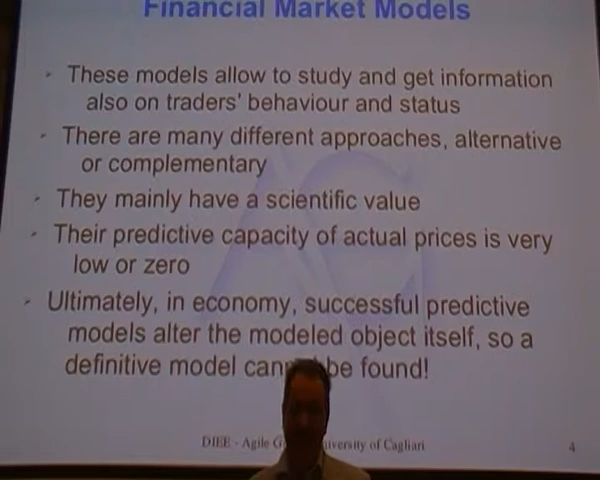 Financial Market Models
These models allow to study and get information
also on traders' behaviour and status
There are many different approaches, alternative
or complementary
They mainly have a scientific value
Their predictive capacity of actual prices is very
low or zero
Ultimately, in economy, successful predictive
models alter the modeled object itself, so a
definitive model be found!
DIEE - Agile of Cagliari
4